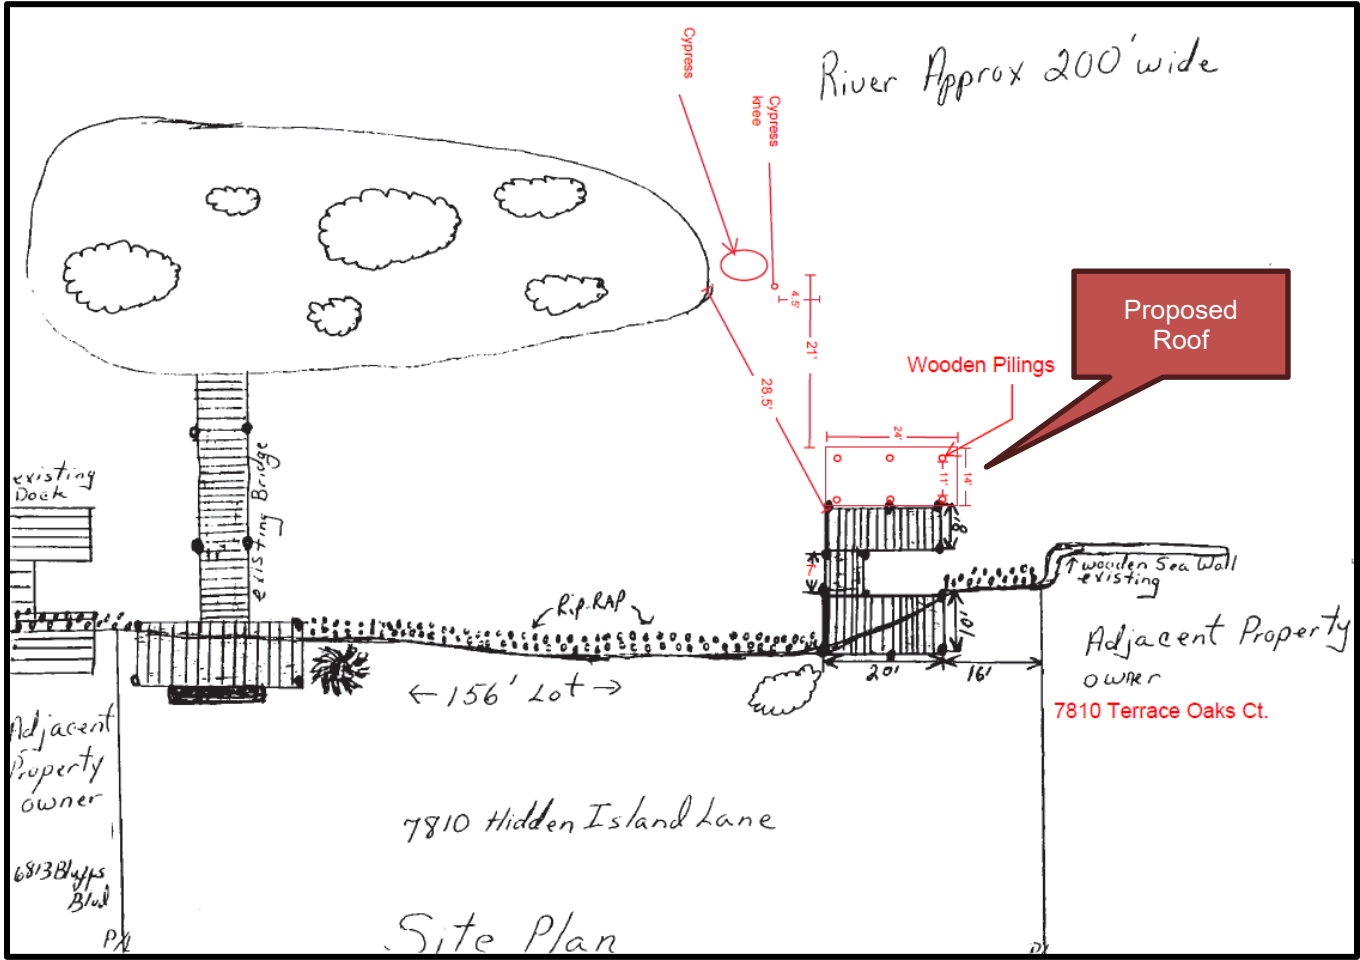 River Approx 200' wide
Cypress
Cypress
knee
4.5'
21'
28.5'
Proposed
Roof
Wooden Pilings
24'
14'
11'
8'
7'
existing
Dock
existing Bridge
Rip-RAP
wooden Sea Wall
existing
10'
20'
16'
← 156' Lot →
Adjacent Property
owner
7810 Terrace Oaks Ct.
Adjacent
Property
owner
6813 Bluffs
Blvd
7810 Hidden Island Lane
Site Plan